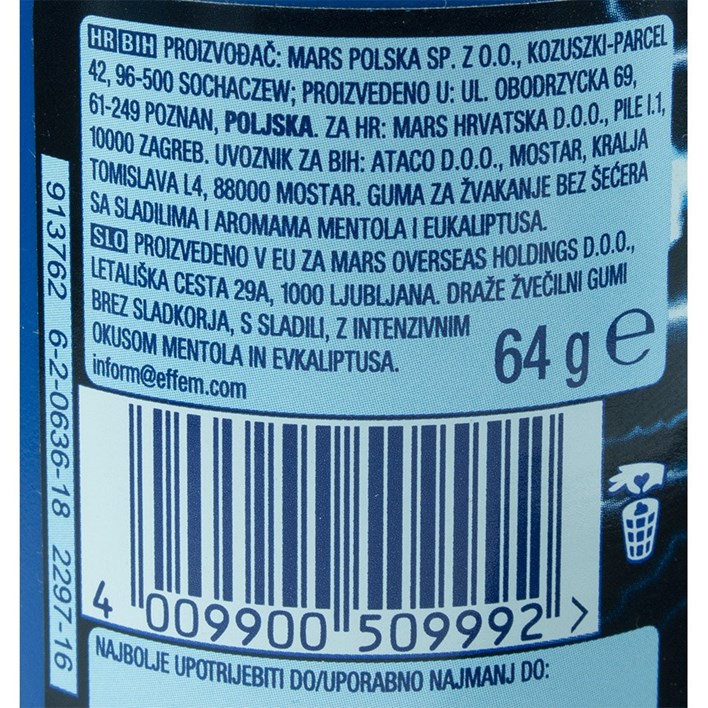 HR BIH PROIZVOĐAČ: MARS POLSKA SP. Z O.O., KOZUSZKI-PARCEL
42, 96-500 SOCHACZEW; PROIZVEDENO U: UL. OBODRZYCKA 69,
61-249 POZNAN, POLJSKA. ZA HR: MARS HRVATSKA D.O.O., PILE I.1,
10000 ZAGREB. UVOZNIK ZA BIH: ATACO D.O.O., MOSTAR, KRALJA
TOMISLAVA L4, 88000 MOSTAR. GUMA ZA ŽVAKANJE BEZ ŠEĆERA
SA SLADILIMA I AROMAMA MENTOLA I EUKALIPTUSA.
SLO PROIZVEDENO V EU ZA MARS OVERSEAS HOLDINGS D.O.O.,
LETALIŠKA CESTA 29A, 1000 LJUBLJANA. DRAŽE ŽVEČILNI GUMI
BREZ SLADKORJA, S SLADILI, Z INTENZIVNIM
OKUSOM MENTOLA IN EVKALIPTUSA.
inform@effem.com
64 g e
913762 6-2-0636-18 2297-16
4 009900 509992 >
NAJBOLJE UPOTRIJEBITI DO/UPORABNO NAJMANJ DO: